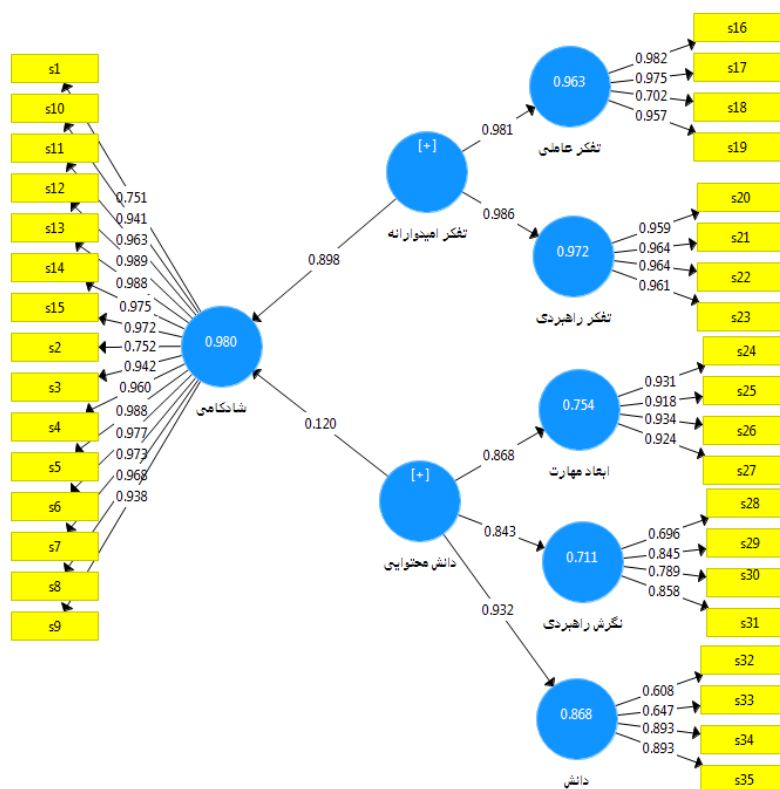 s1
s10
s11
s12
s13
s14
s15
s2
s3
s4
s5
s6
s7
s8
s9
0.751
0.941
0.963
0.989
0.988
0.975
0.972
0.752
0.942
0.960
0.988
0.977
0.973
0.968
0.938
0.980
شادکامی
0.898
0.120
[+]
تفکر امیدوارانه
[+]
دانش محتوایی
0.981
0.986
0.868
0.843
0.932
0.963
تفکر عاملی
0.972
تفکر راهبردی
0.754
ابعاد مهارت
0.711
نگرش راهبردی
0.868
دانش
0.982
0.975
0.702
0.957
0.959
0.964
0.964
0.961
0.931
0.918
0.934
0.924
0.696
0.845
0.789
0.858
0.608
0.647
0.893
0.893
s16
s17
s18
s19
s20
s21
s22
s23
s24
s25
s26
s27
s28
s29
s30
s31
s32
s33
s34
s35